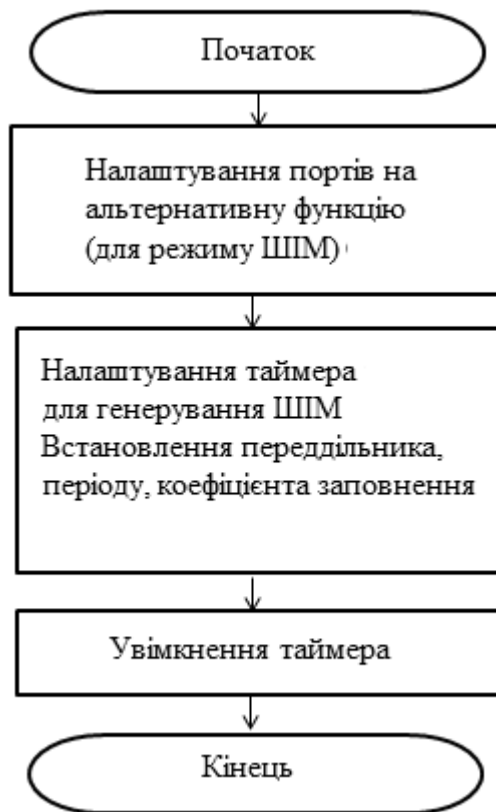 Початок
Налаштування портів на
альтернативну функцію
(для режиму ШІМ)
Налаштування таймера
для генерування ШІМ
Встановлення переддільника,
періоду, коефіцієнта заповнення
Увімкнення таймера
Кінець